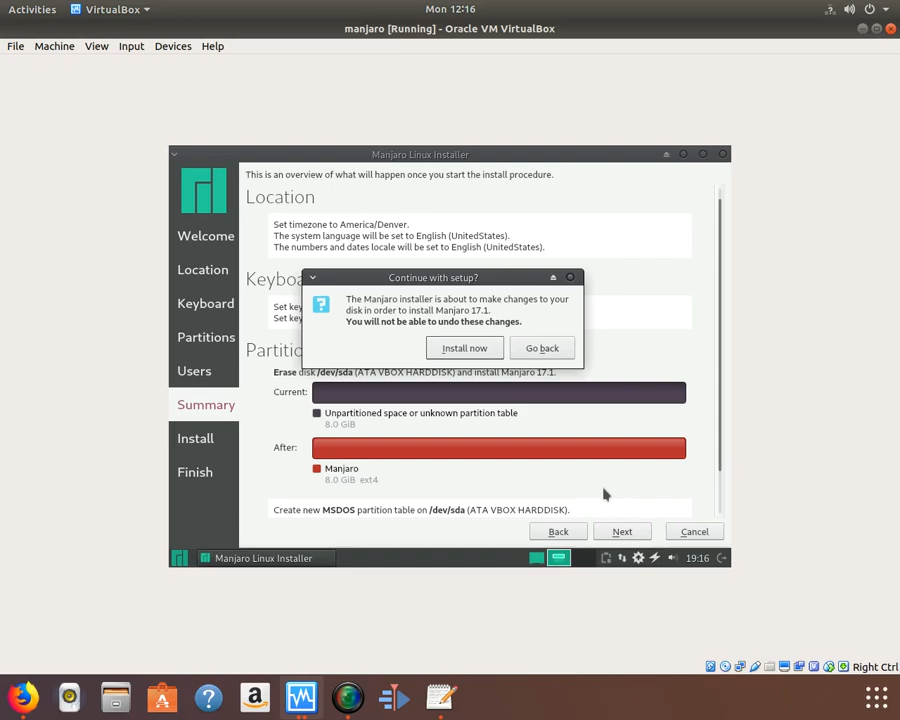 Activities
VirtualBox
Mon 12:16
manjaro [Running] - Oracle VM VirtualBox
File Machine View Input Devices Help
Manjaro Linux Installer
This is an overview of what will happen once you start the install procedure.
Location
Set timezone to America/Denver.
The system language will be set to English (UnitedStates).
The numbers and dates locale will be set to English (UnitedStates).
Welcome
Location
Keyboard
Partitions
Users
Summary
Install
Finish
Continue with setup?
The Manjaro installer is about to make changes to your
disk in order to install Manjaro 17.1.
You will not be able to undo these changes.
Install now
Go back
Erase disk /dev/sda (ATA VBOX HARDDISK) and install Manjaro 17.1.
Current:
Unpartitioned space or unknown partition table
8.0 GiB
After:
Manjaro
8.0 GiB ext4
Create new MSDOS partition table on /dev/sda (ATA VBOX HARDDISK).
Back
Next
Cancel
Manjaro Linux Installer
19:16
Right Ctrl